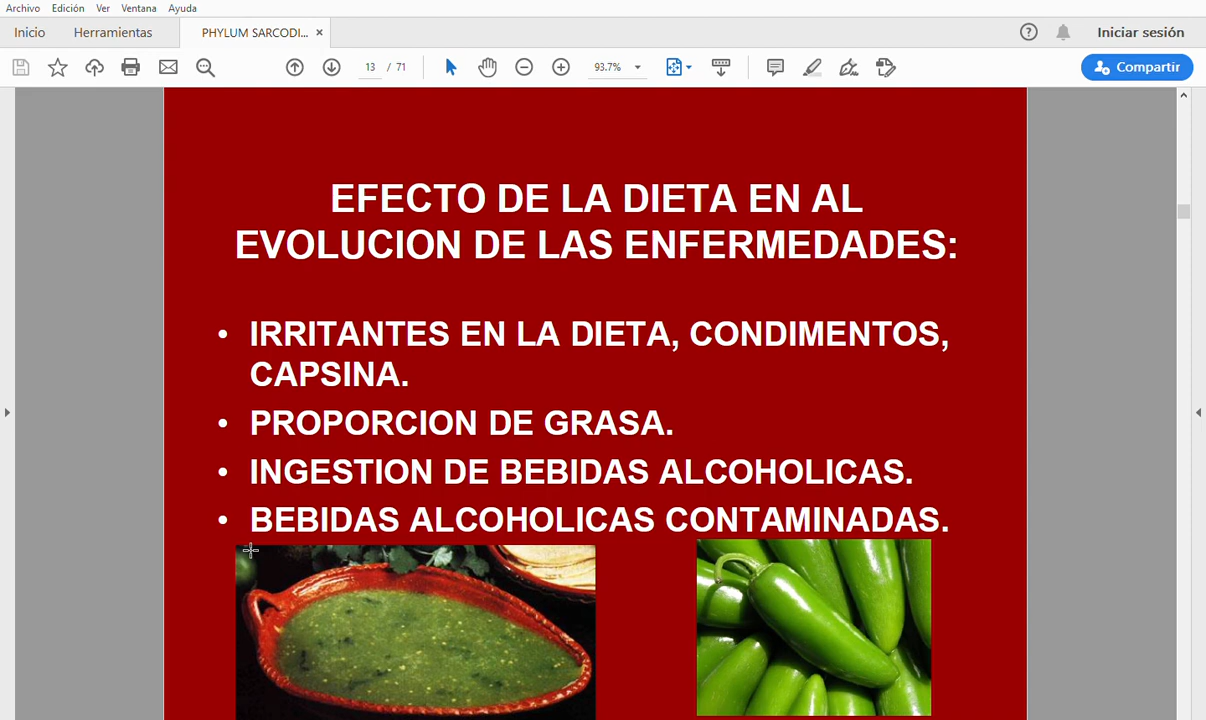 Archivo Edición Ver Ventana Ayuda
Inicio Herramientas PHYLUM SARCODI... × Iniciar sesión
13 / 71 93.7% Compartir
EFECTO DE LA DIETA EN AL
EVOLUCION DE LAS ENFERMEDADES:
• IRRITANTES EN LA DIETA, CONDIMENTOS,
CAPSINA.
• PROPORCION DE GRASA.
• INGESTION DE BEBIDAS ALCOHOLICAS.
• BEBIDAS ALCOHOLICAS CONTAMINADAS.